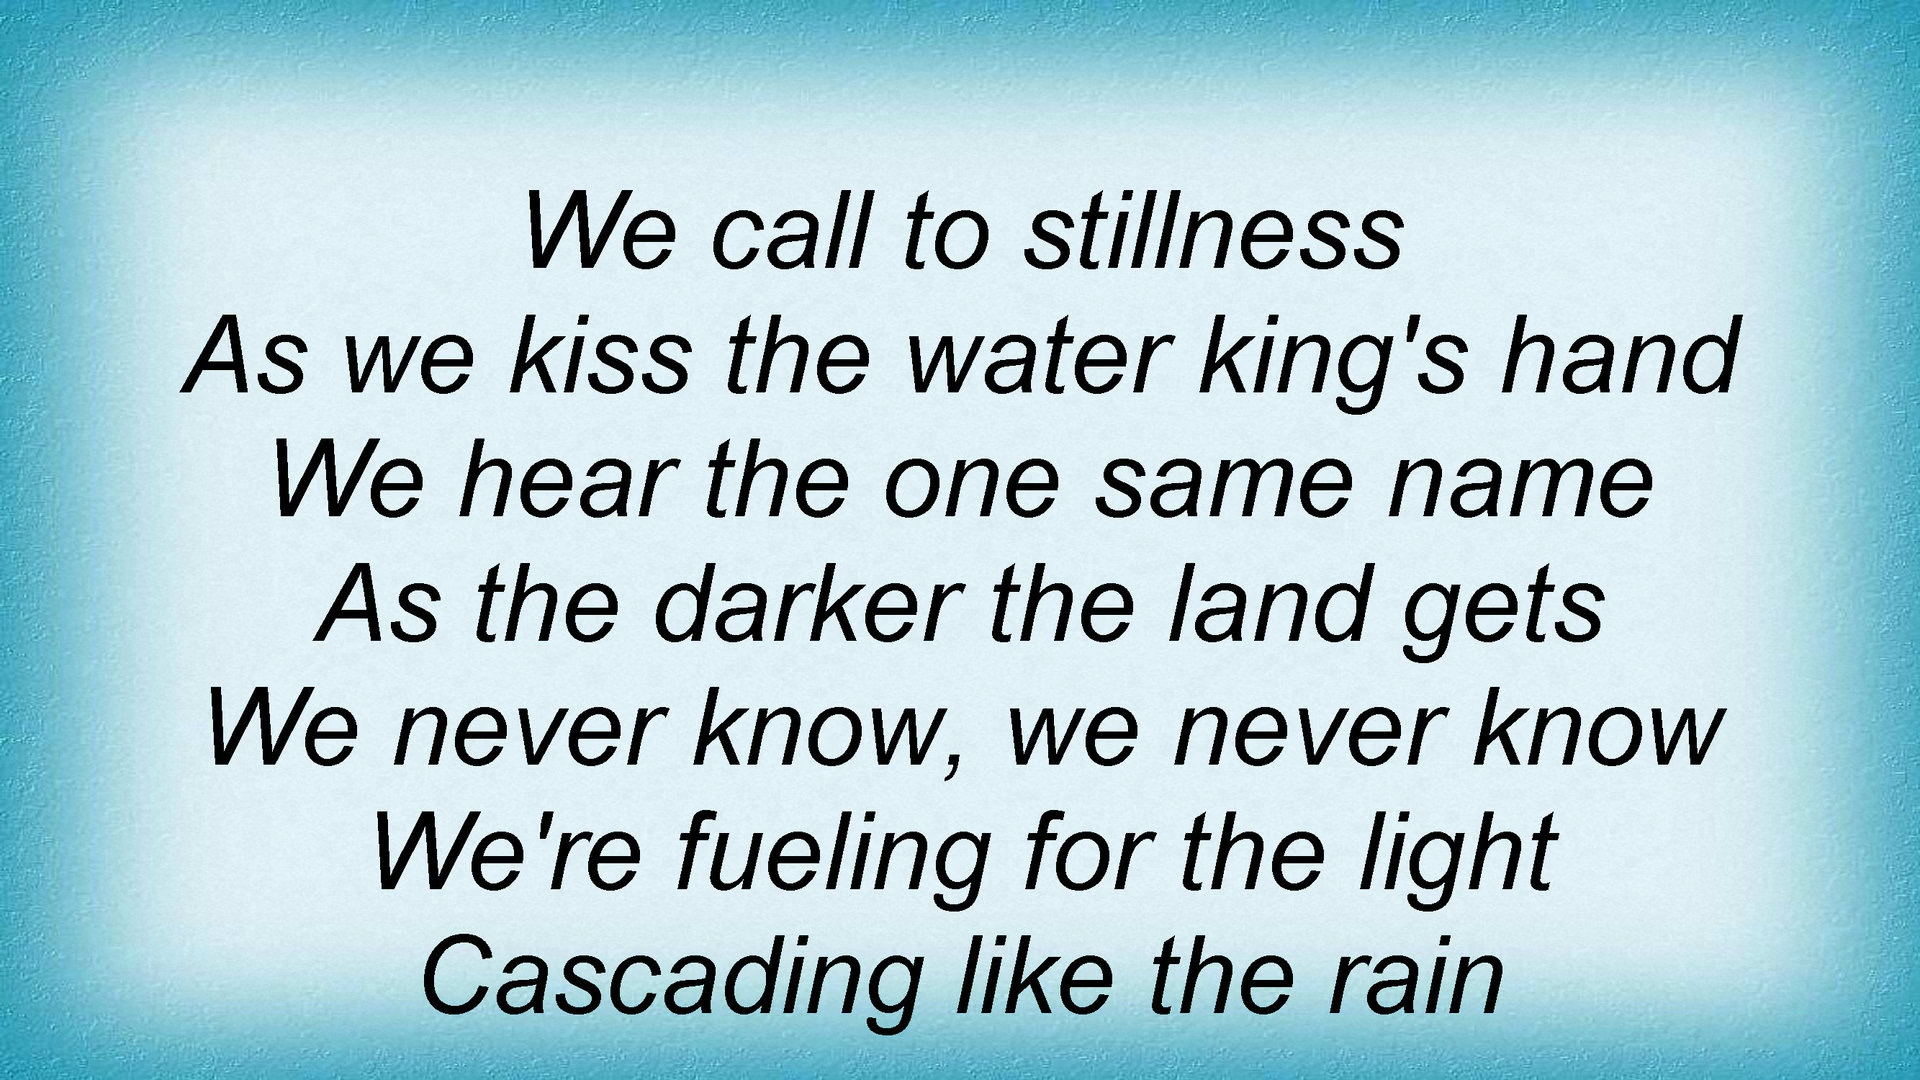 We call to stillness
As we kiss the water king's hand
We hear the one same name
As the darker the land gets
We never know, we never know
We're fueling for the light
Cascading like the rain